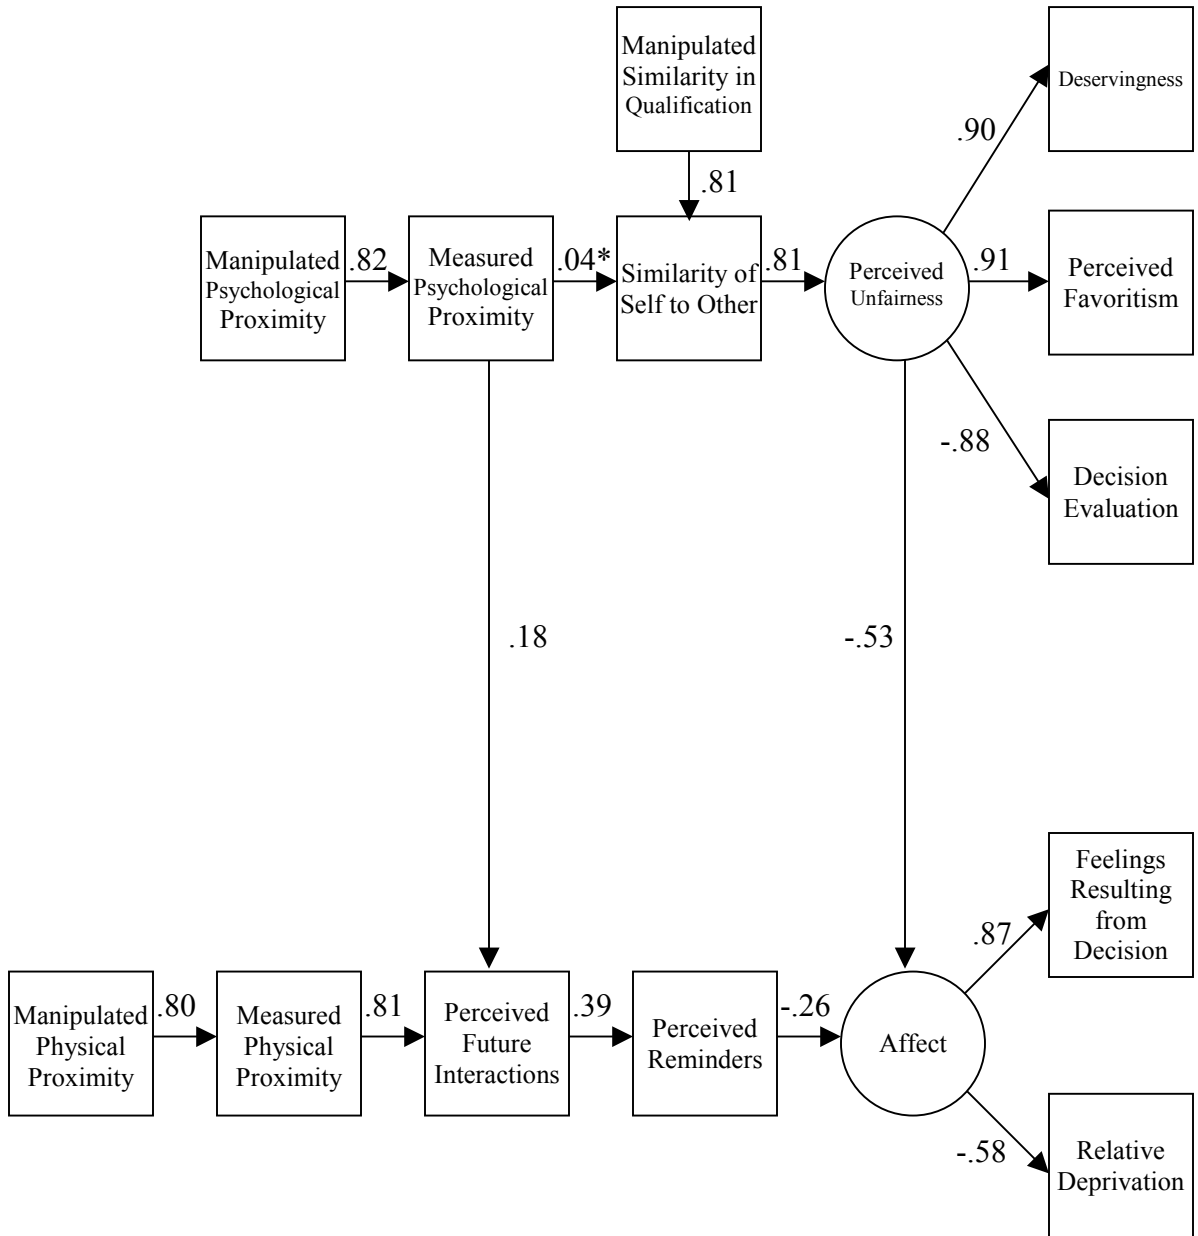 Manipulated
Similarity in
Qualification
Deservingness
.90
.81
Manipulated
Psychological
Proximity
.82
Measured
Psychological
Proximity
.04*
Similarity of
Self to Other
.81
Perceived
Unfairness
.91
Perceived
Favoritism
-.88
Decision
Evaluation
.18
-.53
Feelings
Resulting
from
Decision
.87
Manipulated
Physical
Proximity
.80
Measured
Physical
Proximity
.81
Perceived
Future
Interactions
.39
Perceived
Reminders
-.26
Affect
-.58
Relative
Deprivation